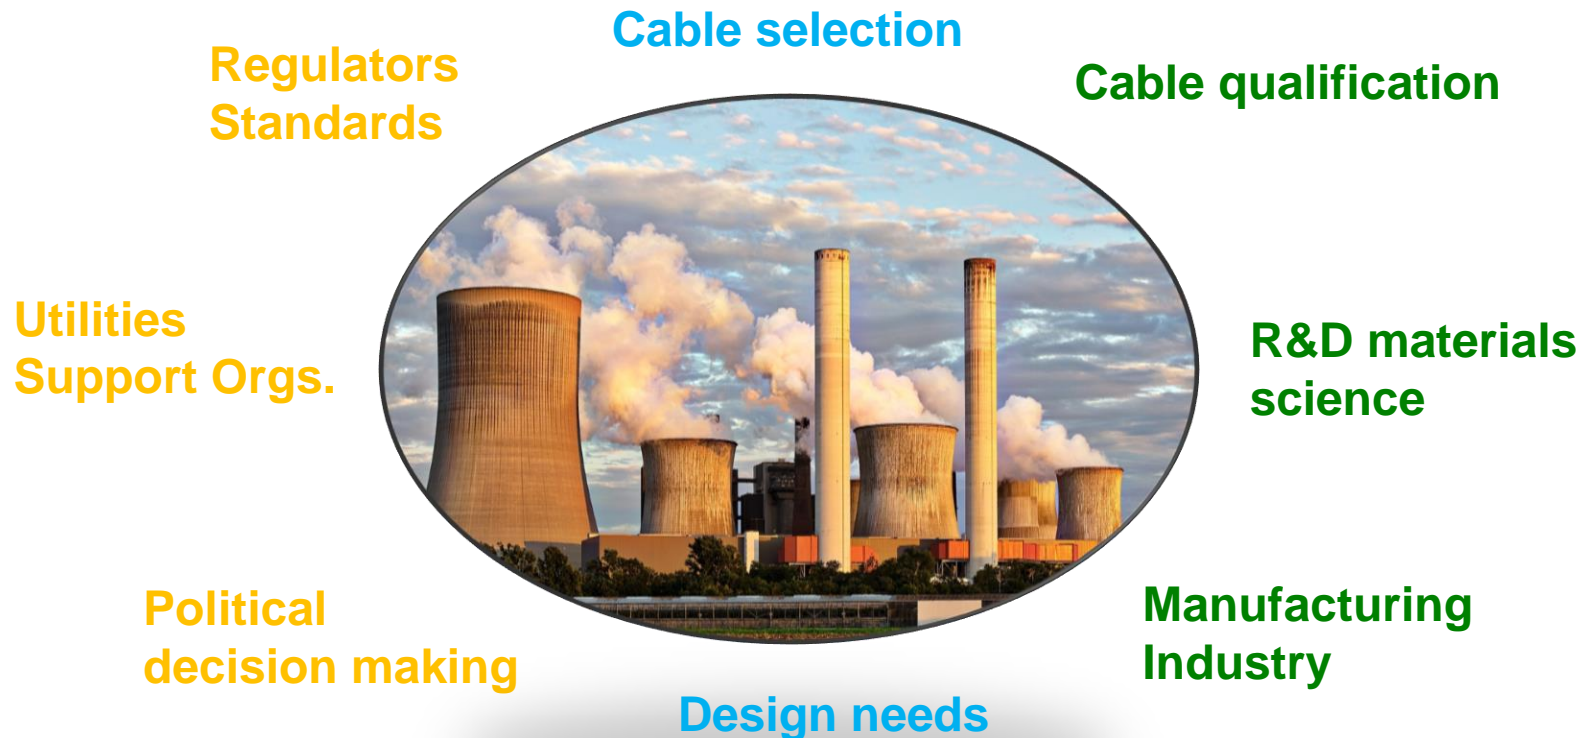 Cable selection
Regulators
Standards
Cable qualification
Utilities
Support Orgs.
R&D materials
science
Political
decision making
Manufacturing
Industry
Design needs